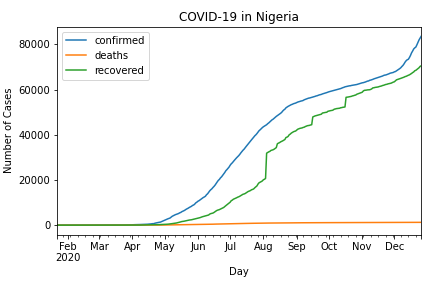 COVID-19 in Nigeria
confirmed
deaths
recovered
Number of Cases
80000
60000
40000
20000
0
Feb Mar Apr May Jun Jul Aug Sep Oct Nov Dec
2020
Day